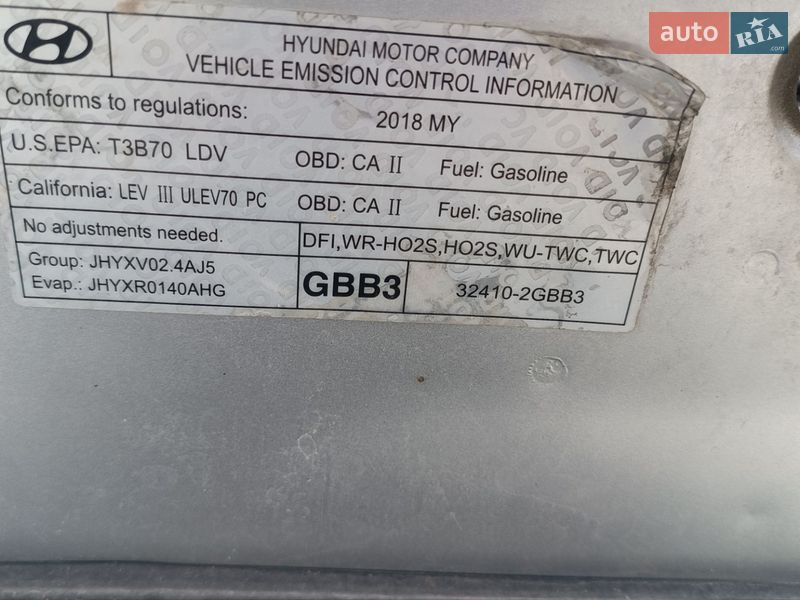 auto RIA .com
HYUNDAI MOTOR COMPANY
VEHICLE EMISSION CONTROL INFORMATION
Conforms to regulations: 2018 MY
U.S.EPA: T3B70 LDV OBD: CA II Fuel: Gasoline
California: LEV III ULEV70 PC OBD: CA II Fuel: Gasoline
No adjustments needed. DFI,WR-HO2S,HO2S,WU-TWC,TWC
Group: JHYXV02.4AJ5
Evap.: JHYXR0140AHG
GBB3 32410-2GBB3